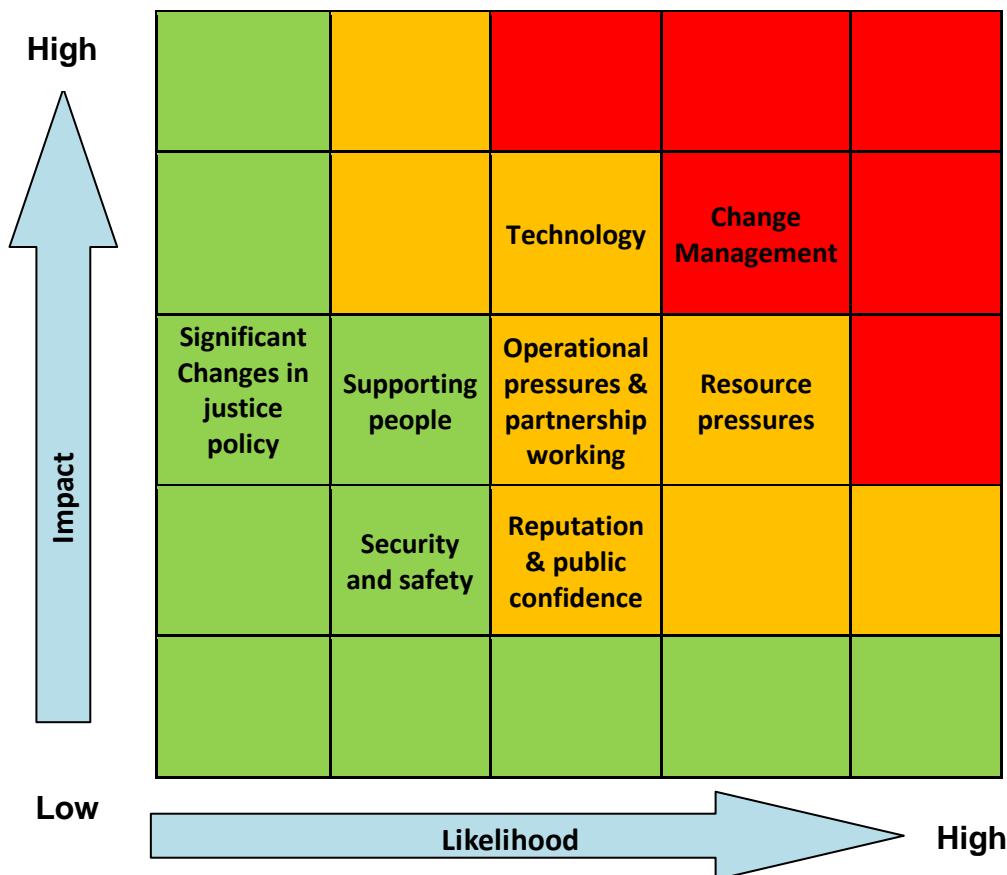 High
Technology
Change
Management
Significant
Changes in
justice
policy
Supporting
people
Operational
pressures &
partnership
working
Resource
pressures
Impact
Security
and safety
Reputation
& public
confidence
Low
Likelihood
High